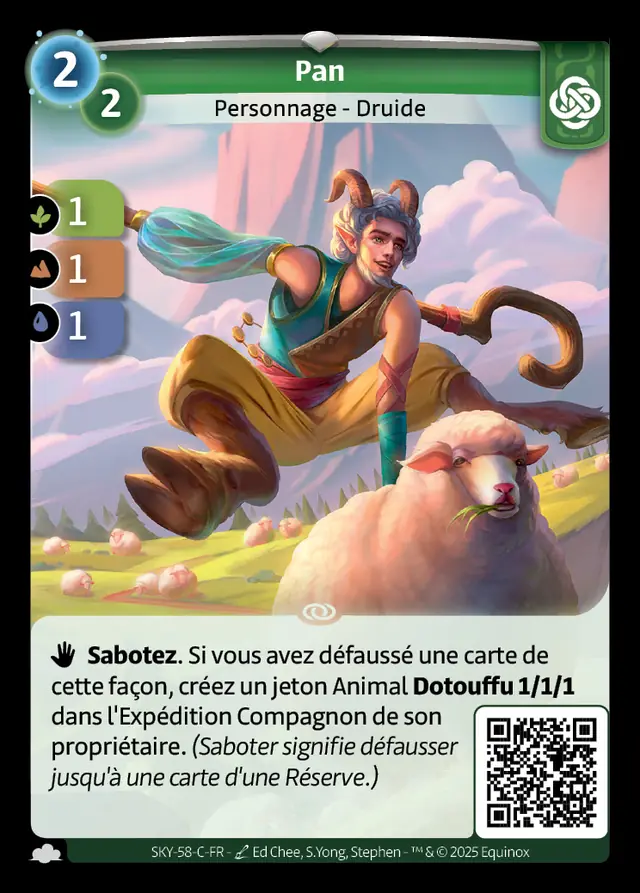 2
Pan
2
Personnage - Druide
1
1
1
Sabotez. Si vous avez défaussé une carte de
cette façon, créez un jeton Animal Dotouffu 1/1/1
dans l'Expédition Compagnon de son
propriétaire. (Saboter signifie défausser
jusqu'à une carte d'une Réserve.)
SKY-58-C-FR - Ed Chee, S.Yong, Stephen - ™ & © 2025 Equinox